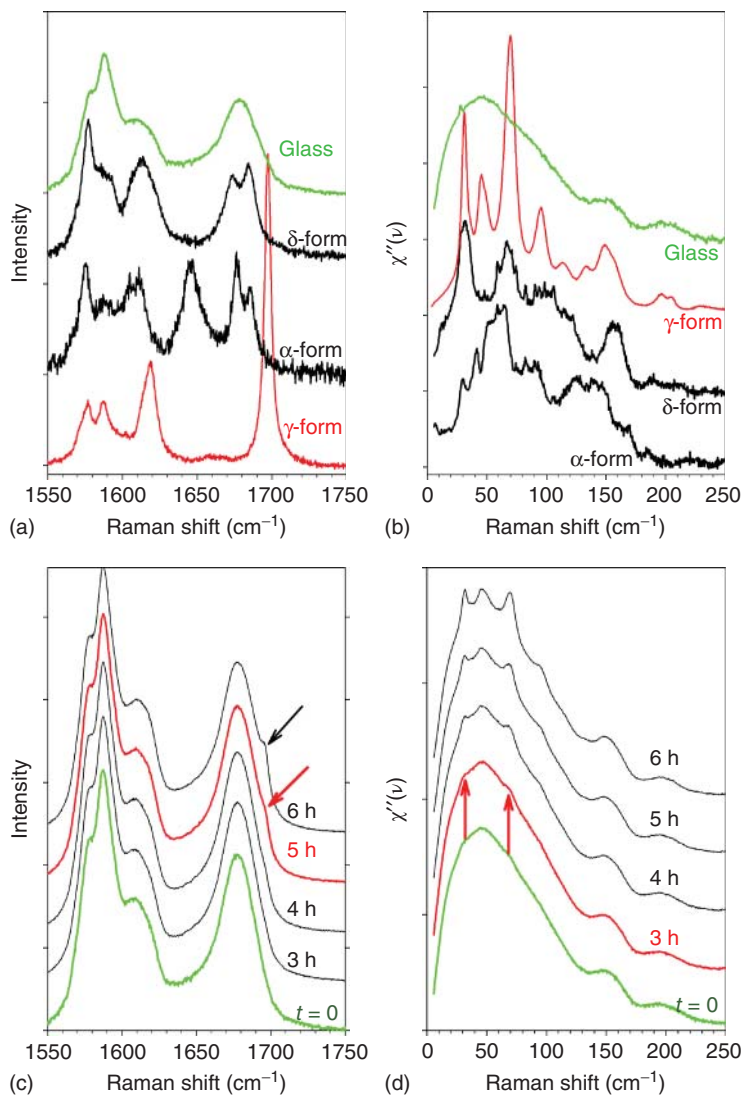 Intensity
Glass
δ-form
α-form
γ-form
1550 1600 1650 1700 1750
(a) Raman shift (cm⁻¹)
χ″(ν)
Glass
γ-form
δ-form
α-form
0 50 100 150 200 250
(b) Raman shift (cm⁻¹)
Intensity
6 h
5 h
4 h
3 h
t = 0
1550 1600 1650 1700 1750
(c) Raman shift (cm⁻¹)
χ″(ν)
6 h
5 h
4 h
3 h
t = 0
0 50 100 150 200 250
(d) Raman shift (cm⁻¹)